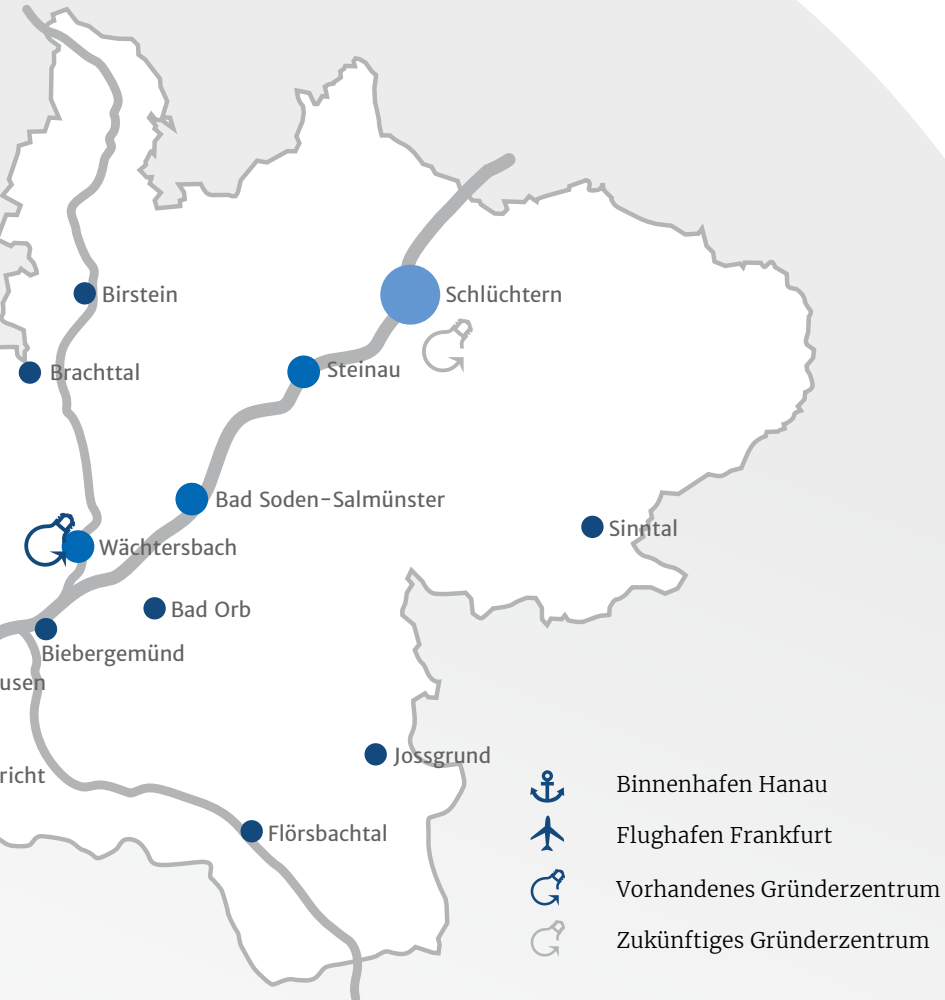 Birstein
Schlüchtern
Brachttal
Steinau
Bad Soden-Salmünster
Sinntal
Wächtersbach
Bad Orb
Biebergemünd
usen
Jossgrund
richt
Flörsbachtal
Binnenhafen Hanau
Flughafen Frankfurt
Vorhandenes Gründerzentrum
Zukünftiges Gründerzentrum